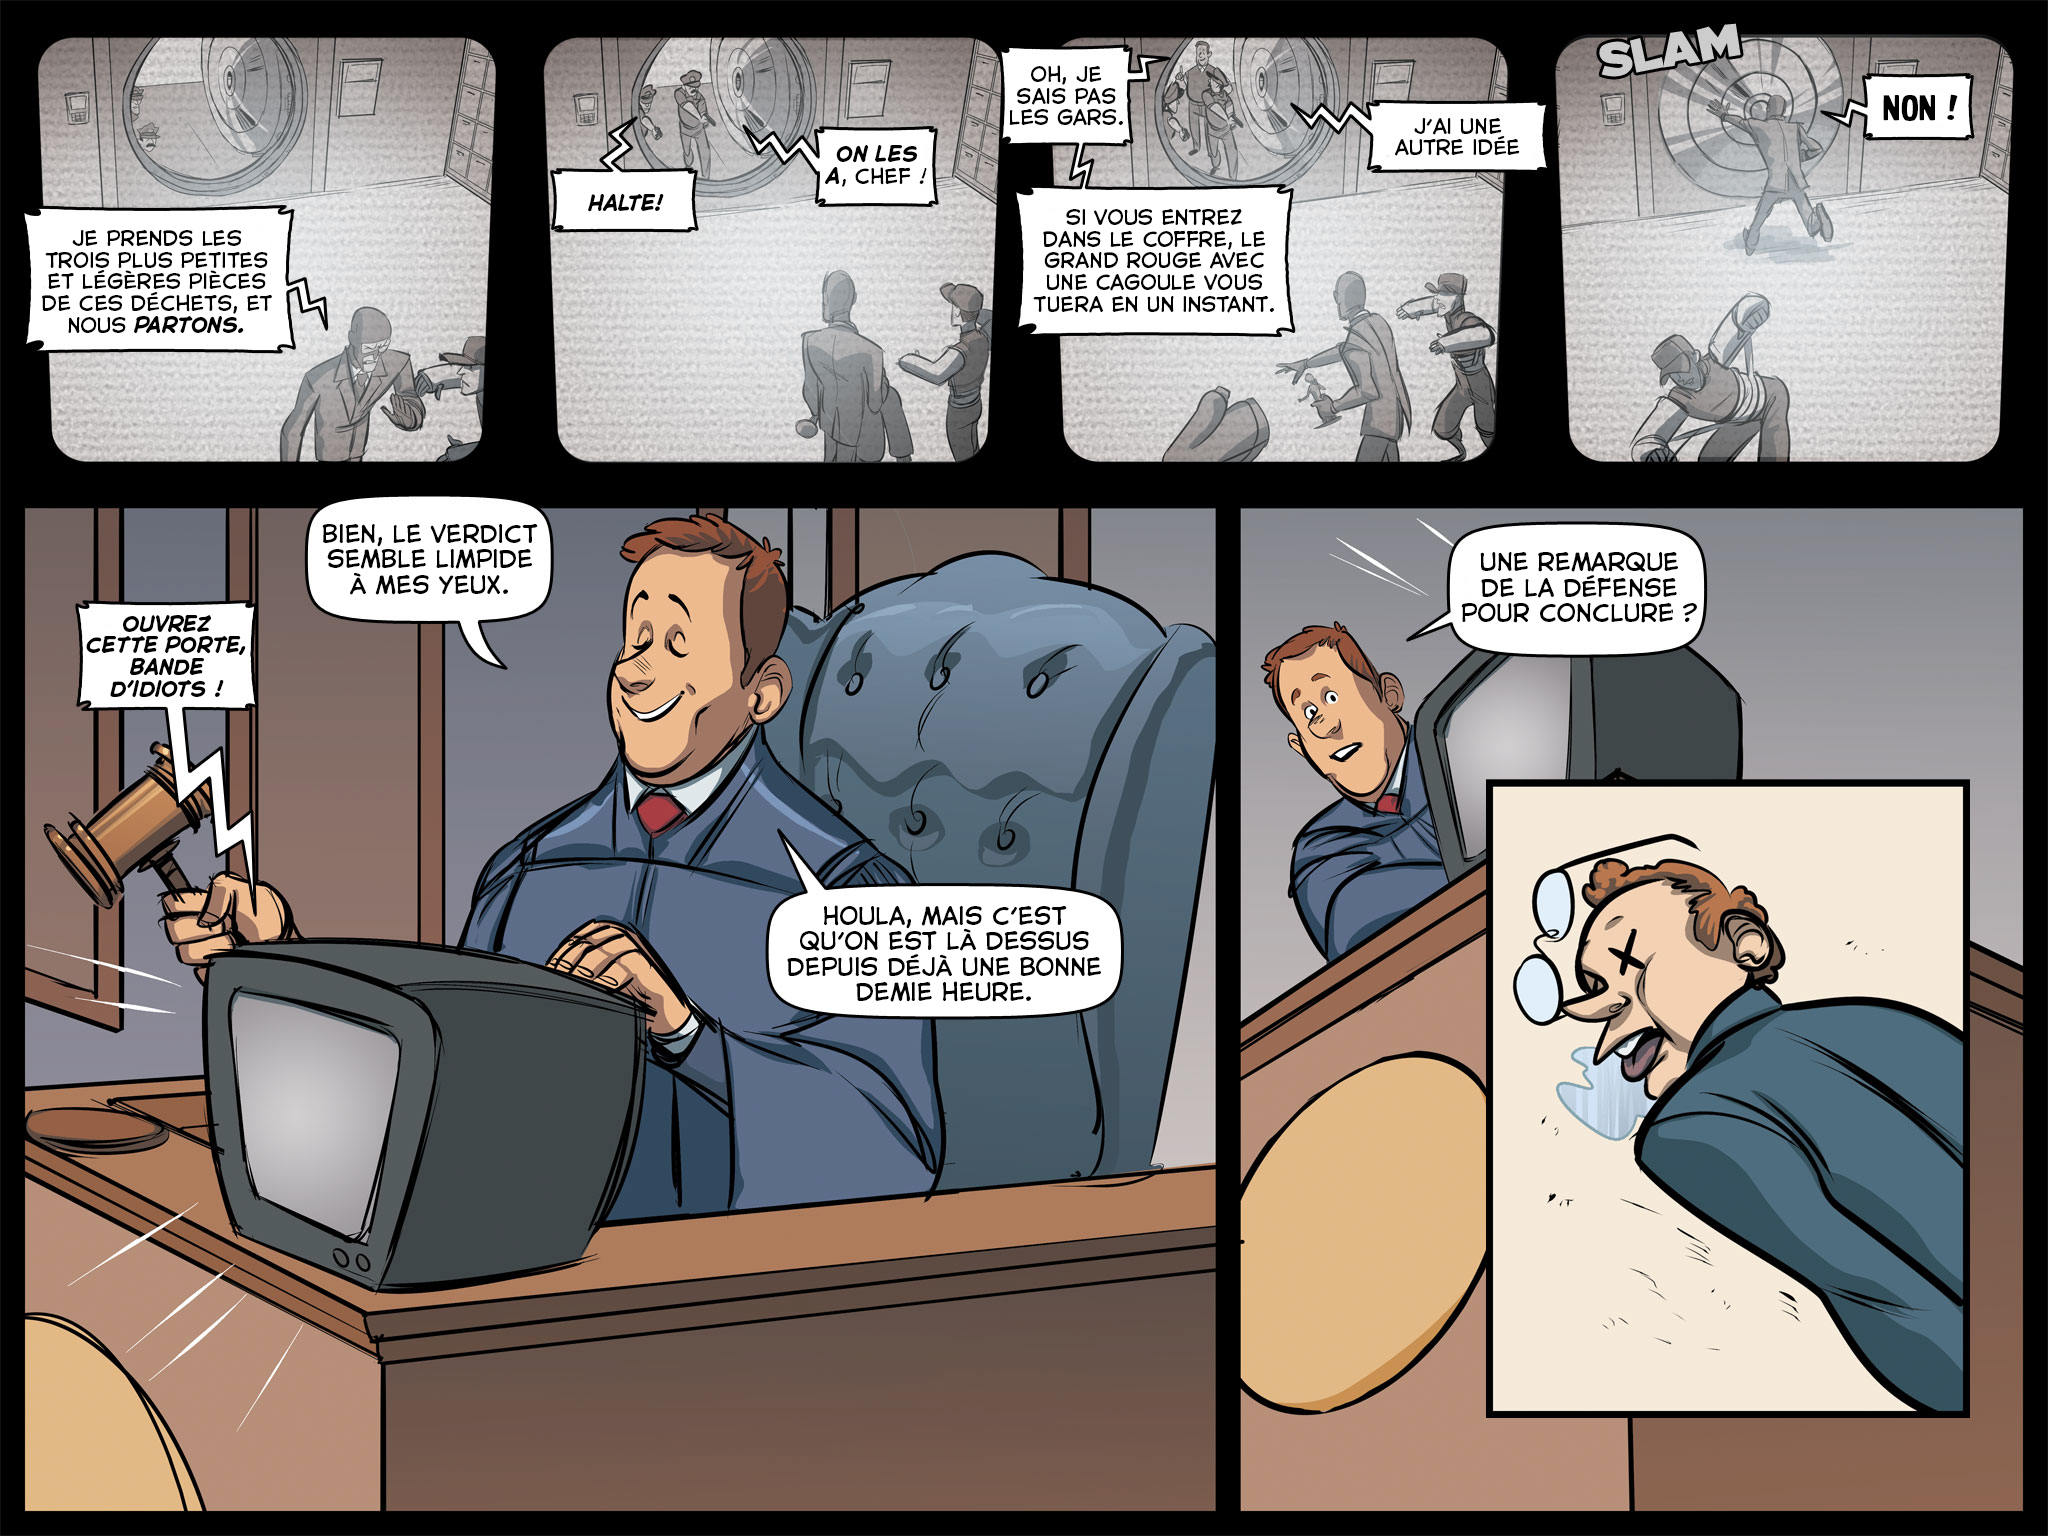 JE PRENDS LES
TROIS PLUS PETITES
ET LÉGÈRES PIÈCES
DE CES DÉCHETS, ET
NOUS PARTONS.
HALTE!
ON LES
A, CHEF !
OH, JE
SAIS PAS
LES GARS.
SI VOUS ENTREZ
DANS LE COFFRE, LE
GRAND ROUGE AVEC
UNE CAGOULE VOUS
TUERA EN UN INSTANT.
J'AI UNE
AUTRE IDÉE
SLAM
NON !
BIEN, LE VERDICT
SEMBLE LIMPIDE
À MES YEUX.
OUVREZ
CETTE PORTE,
BANDE
D'IDIOTS !
HOULA, MAIS C'EST
QU'ON EST LÀ DESSUS
DEPUIS DÉJÀ UNE BONNE
DEMIE HEURE.
UNE REMARQUE
DE LA DÉFENSE
POUR CONCLURE ?